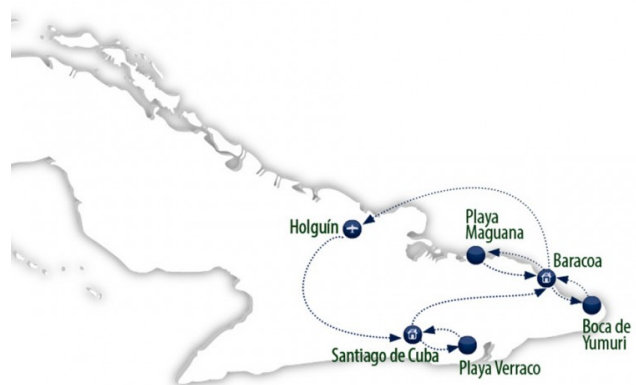 Playa
Maguana
Holguín
Baracoa
Boca de
Yumuri
Santiago de Cuba
Playa Verraco